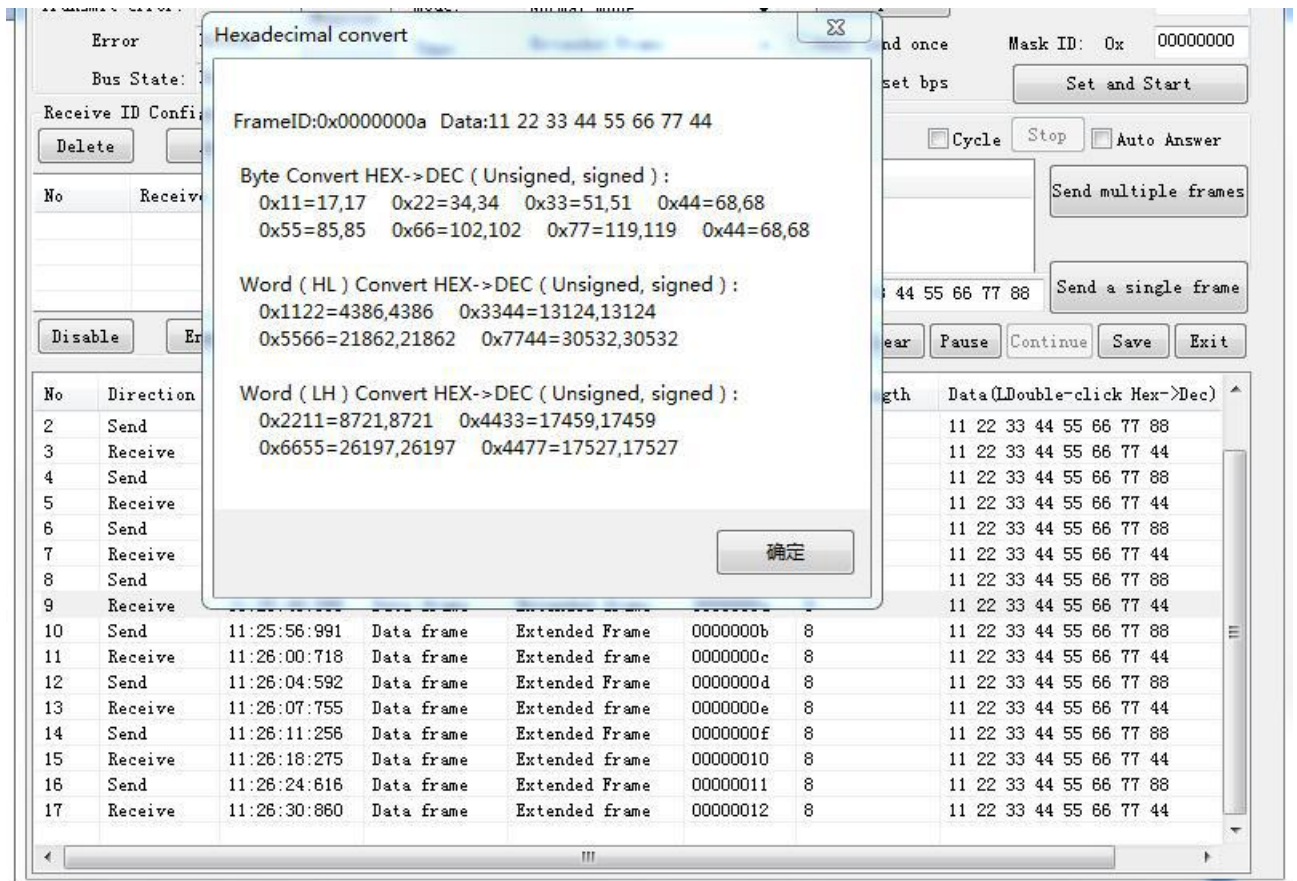 Hexadecimal convert
Error
nd once
Mask ID: 0x 00000000
Bus State:
set bps
Set and Start
FrameID:0x0000000a Data:11 22 33 44 55 66 77 44
Delete
Cycle
Stop
Auto Answer
Byte Convert HEX->DEC ( Unsigned, signed ) :
No
Send multiple frames
0x11=17,17 0x22=34,34 0x33=51,51 0x44=68,68
0x55=85,85 0x66=102,102 0x77=119,119 0x44=68,68
Word ( HL ) Convert HEX->DEC ( Unsigned, signed ) :
44 55 66 77 88
Send a single frame
0x1122=4386,4386 0x3344=13124,13124
0x5566=21862,21862 0x7744=30532,30532
Disable
Pause
Continue
Save
Exit
Word ( LH ) Convert HEX->DEC ( Unsigned, signed ) :
0x2211=8721,8721 0x4433=17459,17459
0x6655=26197,26197 0x4477=17527,17527
确定
No Direction Data(LDouble-click Hex->Dec)
2 Send 11 22 33 44 55 66 77 88
3 Receive 11 22 33 44 55 66 77 44
4 Send 11 22 33 44 55 66 77 88
5 Receive 11 22 33 44 55 66 77 44
6 Send 11 22 33 44 55 66 77 88
7 Receive 11 22 33 44 55 66 77 44
8 Send 11 22 33 44 55 66 77 88
9 Receive 11 22 33 44 55 66 77 44
10 Send 11:25:56:991 Data frame Extended Frame 0000000b 8 11 22 33 44 55 66 77 88
11 Receive 11:26:00:718 Data frame Extended frame 0000000c 8 11 22 33 44 55 66 77 44
12 Send 11:26:04:592 Data frame Extended Frame 0000000d 8 11 22 33 44 55 66 77 88
13 Receive 11:26:07:755 Data frame Extended frame 0000000e 8 11 22 33 44 55 66 77 44
14 Send 11:26:11:256 Data frame Extended Frame 0000000f 8 11 22 33 44 55 66 77 88
15 Receive 11:26:18:275 Data frame Extended frame 00000010 8 11 22 33 44 55 66 77 44
16 Send 11:26:24:616 Data frame Extended Frame 00000011 8 11 22 33 44 55 66 77 88
17 Receive 11:26:30:860 Data frame Extended frame 00000012 8 11 22 33 44 55 66 77 44